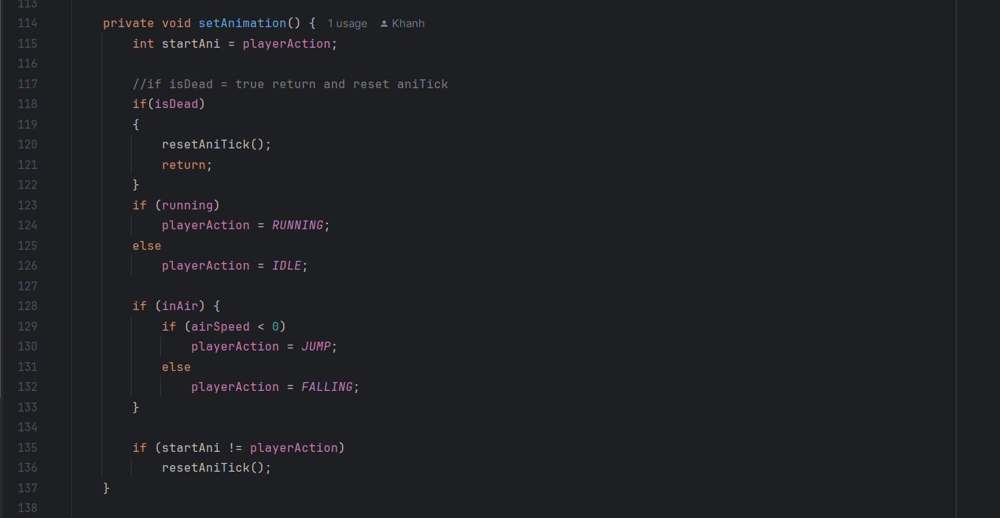 113
114 private void setAnimation() { 1 usage Khanh
115 int startAni = playerAction;
116
117 //if isDead = true return and reset aniTick
118 if(isDead)
119 {
120 resetAniTick();
121 return;
122 }
123 if (running)
124 playerAction = RUNNING;
125 else
126 playerAction = IDLE;
127
128 if (inAir) {
129 if (airSpeed < 0)
130 playerAction = JUMP;
131 else
132 playerAction = FALLING;
133 }
134
135 if (startAni != playerAction)
136 resetAniTick();
137 }
138